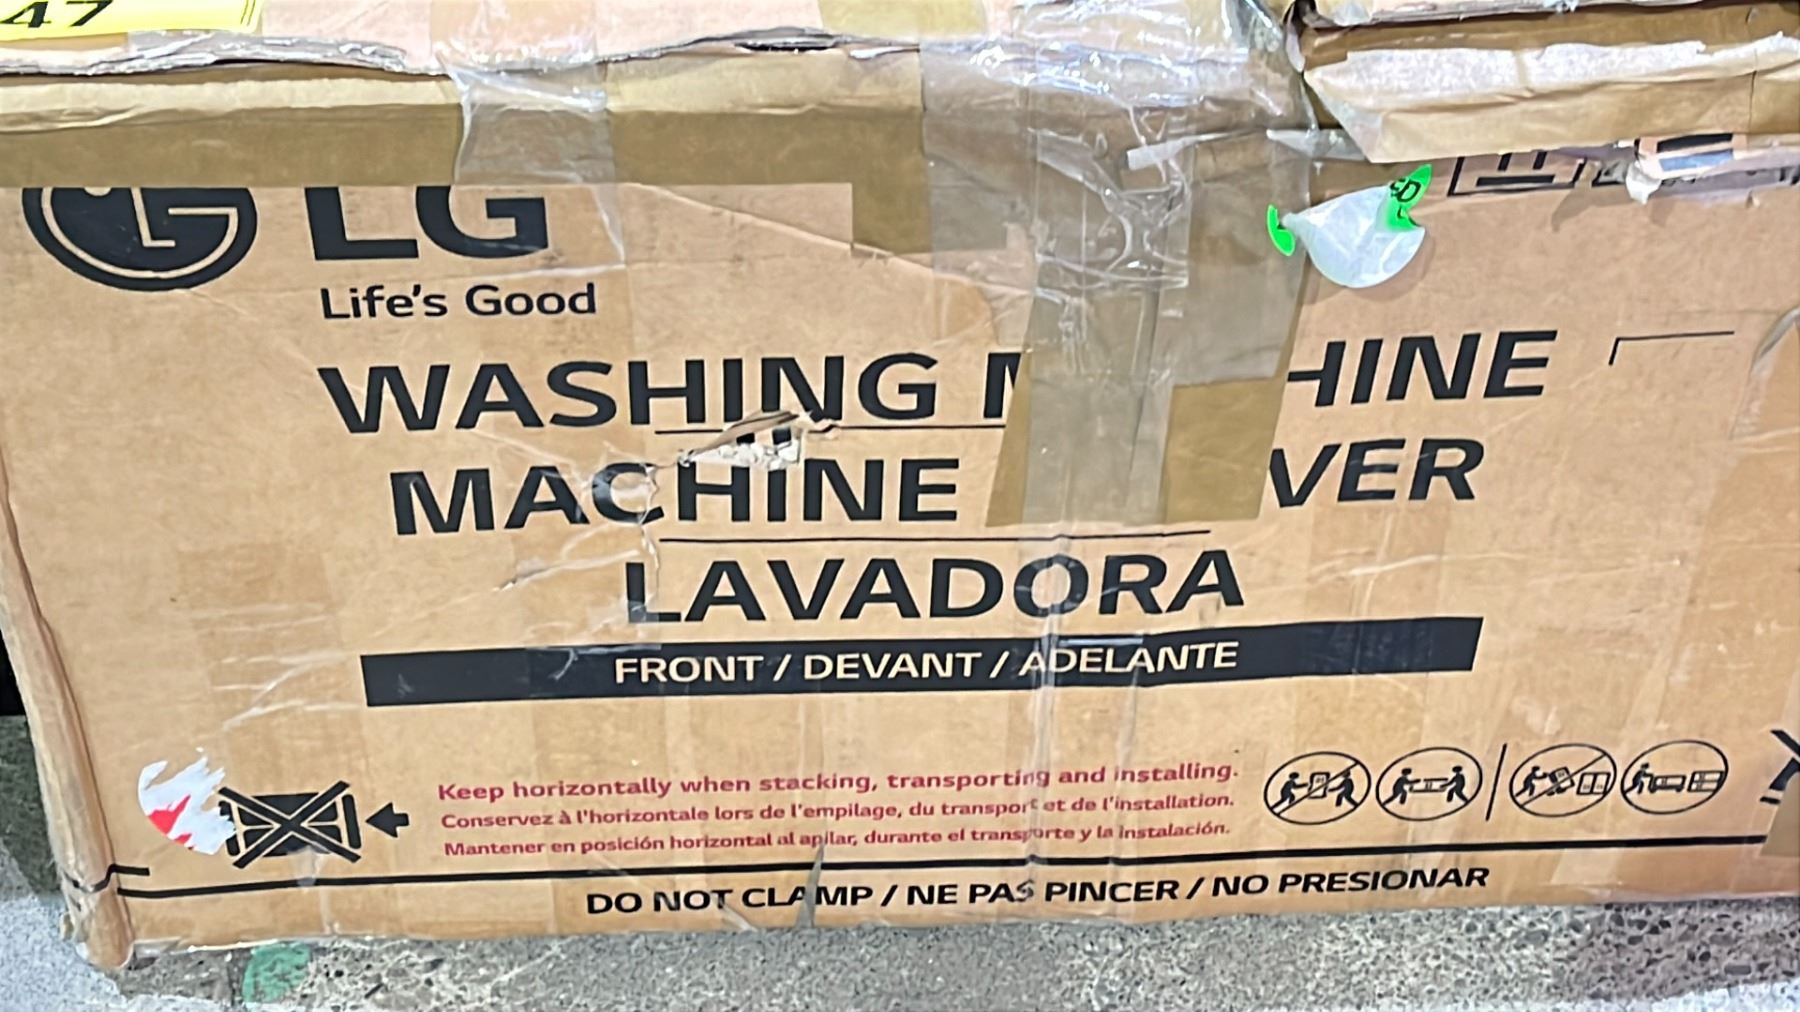 47
LG
Life's Good
WASHING
MACHINE
LAVADORA
FRONT / DEVANT / ADELANTE
Keep horizontally when stacking, transporting and installing.
Conservez à l'horizontale lors de l'empilage, du transport et de l'installation.
Mantener en posición horizontal al apilar, durante el transporte y la instalación.
DO NOT CLAMP / NE PAS PINCER / NO PRESIONAR